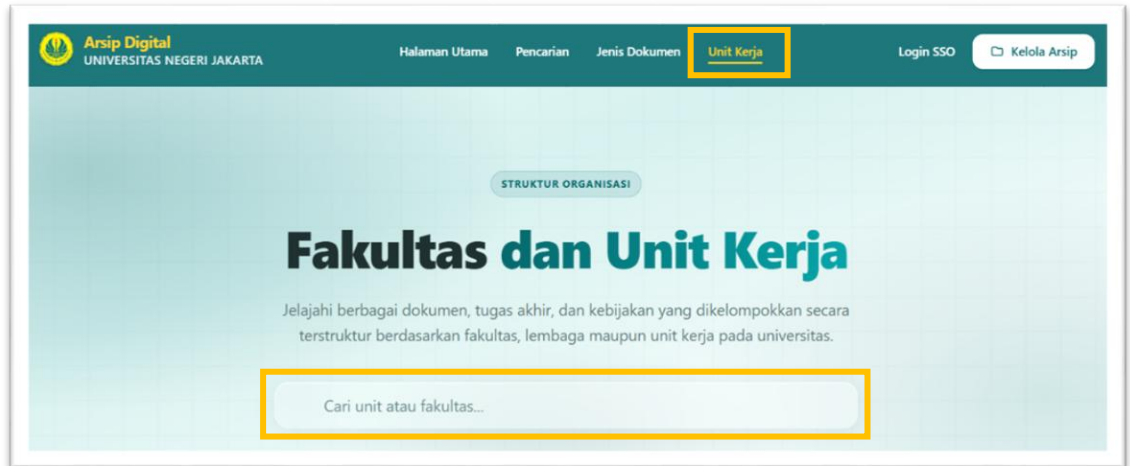 Arsip Digital
UNIVERSITAS NEGERI JAKARTA
Halaman Utama
Pencarian
Jenis Dokumen
Unit Kerja
Login SSO
Kelola Arsip
STRUKTUR ORGANISASI
Fakultas dan Unit Kerja
Jelajahi berbagai dokumen, tugas akhir, dan kebijakan yang dikelompokkan secara
terstruktur berdasarkan fakultas, lembaga maupun unit kerja pada universitas.
Cari unit atau fakultas...